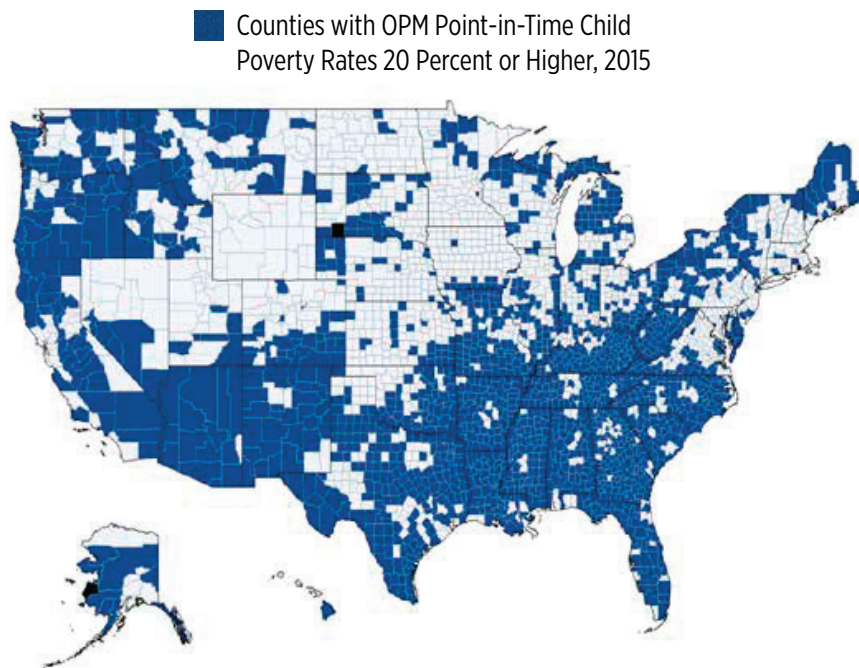 Counties with OPM Point-in-Time Child
Poverty Rates 20 Percent or Higher, 2015